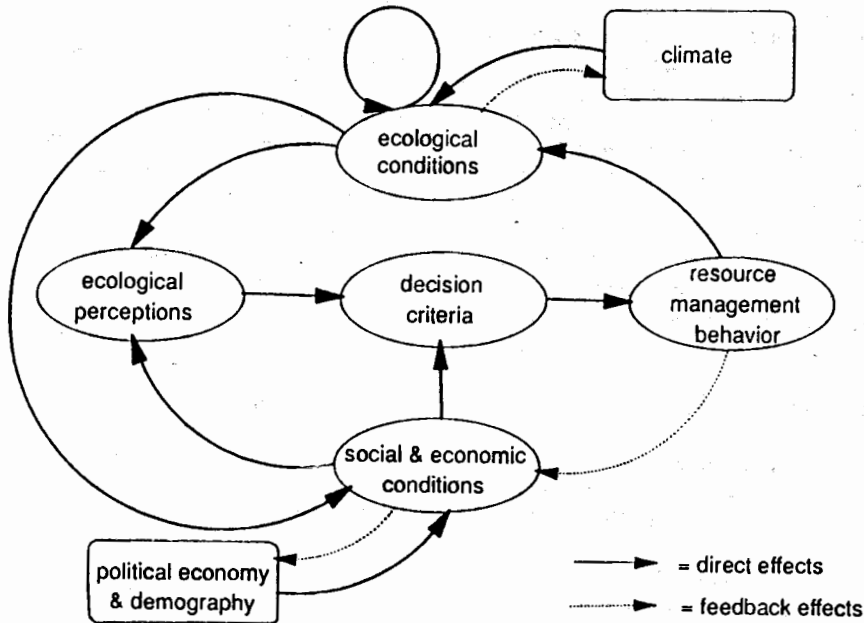 climate
ecological
conditions
ecological
perceptions
decision
criteria
resource
management
behavior
social & economic
conditions
political economy
& demography
= direct effects
= feedback effects